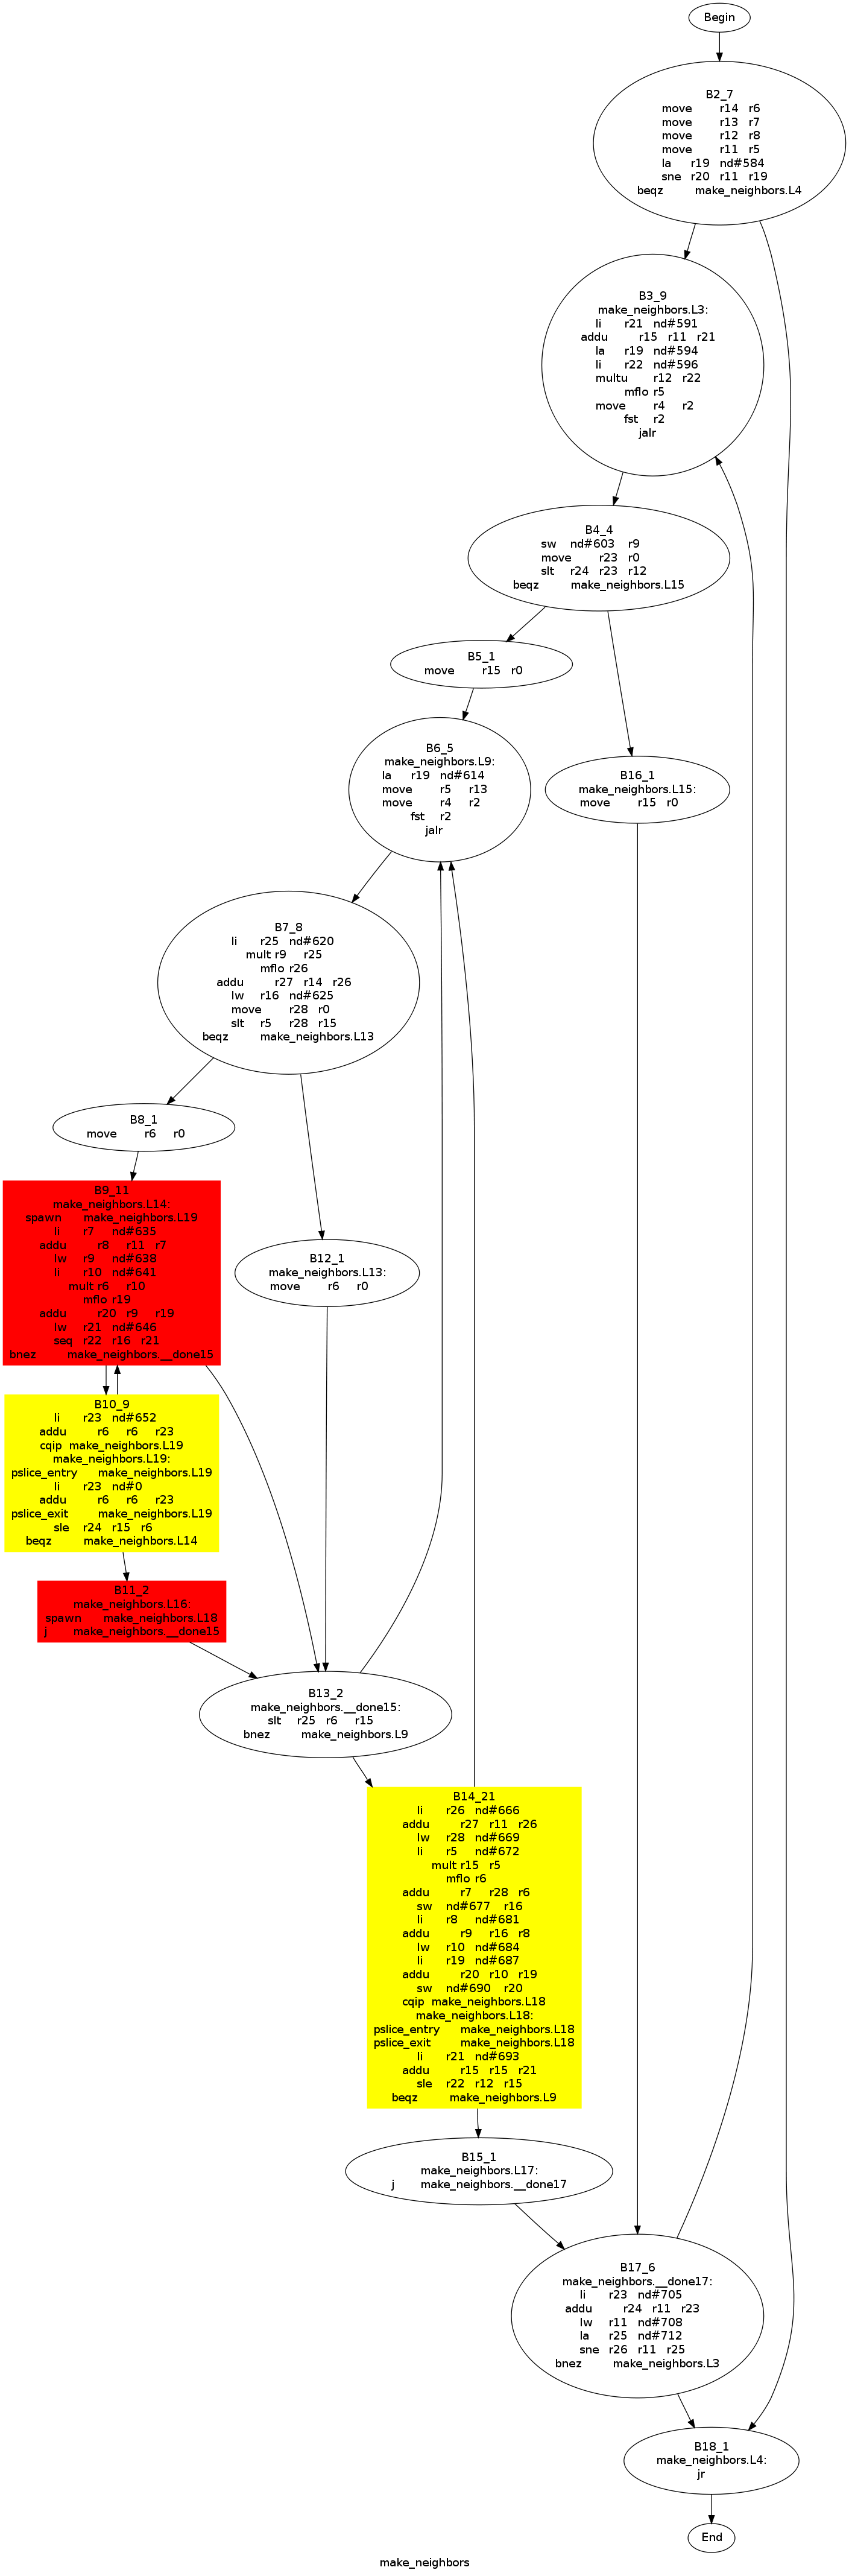 Begin
B2_7
move r14 r6
move r13 r7
move r12 r8
move r11 r5
la r19 nd#584
sne r20 r11 r19
beqz make_neighbors.L4
B3_9
make_neighbors.L3:
li r21 nd#591
addu r15 r11 r21
la r19 nd#594
li r22 nd#596
multu r12 r22
mflo r5
move r4 r2
fst r2
jalr
B4_4
sw nd#603 r9
move r23 r0
slt r24 r23 r12
beqz make_neighbors.L15
B5_1
move r15 r0
B6_5
make_neighbors.L9:
la r19 nd#614
move r5 r13
move r4 r2
fst r2
jalr
B16_1
make_neighbors.L15:
move r15 r0
B7_8
li r25 nd#620
mult r9 r25
mflo r26
addu r27 r14 r26
lw r16 nd#625
move r28 r0
slt r5 r28 r15
beqz make_neighbors.L13
B8_1
move r6 r0
B9_11
make_neighbors.L14:
spawn make_neighbors.L19
li r7 nd#635
addu r8 r11 r7
lw r9 nd#638
li r10 nd#641
mult r6 r10
mflo r19
addu r20 r9 r19
lw r21 nd#646
seq r22 r16 r21
bnez make_neighbors.__done15
B12_1
make_neighbors.L13:
move r6 r0
B10_9
li r23 nd#652
addu r6 r6 r23
cqip make_neighbors.L19
make_neighbors.L19:
pslice_entry make_neighbors.L19
li r23 nd#0
addu r6 r6 r23
pslice_exit make_neighbors.L19
sle r24 r15 r6
beqz make_neighbors.L14
B11_2
make_neighbors.L16:
spawn make_neighbors.L18
j make_neighbors.__done15
B13_2
make_neighbors.__done15:
slt r25 r6 r15
bnez make_neighbors.L9
B14_21
li r26 nd#666
addu r27 r11 r26
lw r28 nd#669
li r5 nd#672
mult r15 r5
mflo r6
addu r7 r28 r6
sw nd#677 r16
li r8 nd#681
addu r9 r16 r8
lw r10 nd#684
li r19 nd#687
addu r20 r10 r19
sw nd#690 r20
cqip make_neighbors.L18
make_neighbors.L18:
pslice_entry make_neighbors.L18
pslice_exit make_neighbors.L18
li r21 nd#693
addu r15 r15 r21
sle r22 r12 r15
beqz make_neighbors.L9
B15_1
make_neighbors.L17:
j make_neighbors.__done17
B17_6
make_neighbors.__done17:
li r23 nd#705
addu r24 r11 r23
lw r11 nd#708
la r25 nd#712
sne r26 r11 r25
bnez make_neighbors.L3
B18_1
make_neighbors.L4:
jr
End
make_neighbors